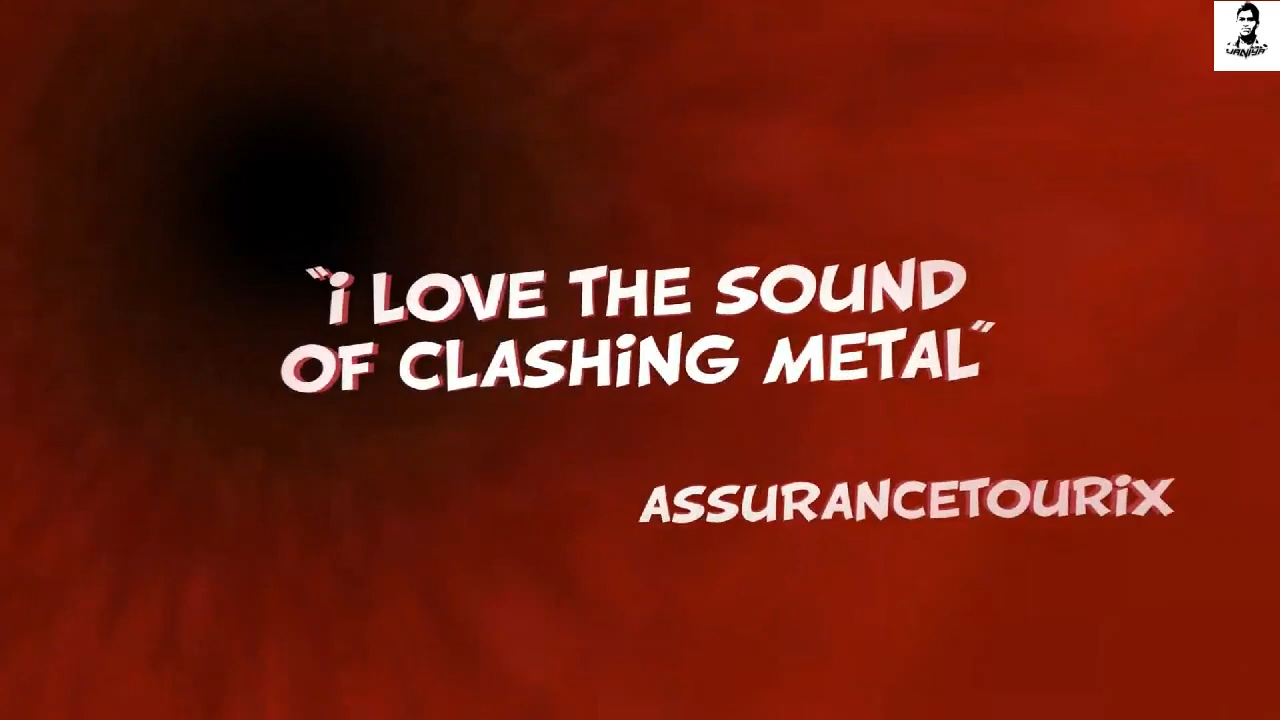 "i LOVE THE SOUND
OF CLASHiNG METAL"
ASSURANCETOURiX